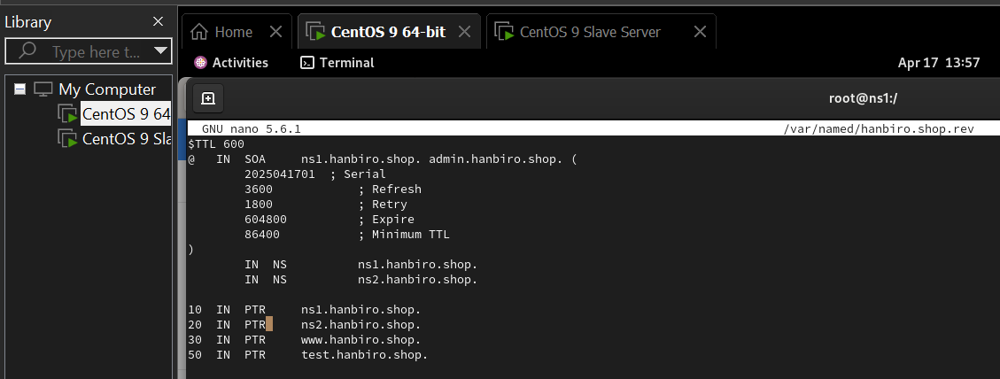 Library
Type here t...
My Computer
CentOS 9 64
CentOS 9 Sla
Home
CentOS 9 64-bit
CentOS 9 Slave Server
Activities
Terminal
Apr 17 13:57
root@ns1:/
GNU nano 5.6.1 /var/named/hanbiro.shop.rev
$TTL 600
@ IN SOA ns1.hanbiro.shop. admin.hanbiro.shop. (
2025041701 ; Serial
3600 ; Refresh
1800 ; Retry
604800 ; Expire
86400 ; Minimum TTL
)
IN NS ns1.hanbiro.shop.
IN NS ns2.hanbiro.shop.
10 IN PTR ns1.hanbiro.shop.
20 IN PTR ns2.hanbiro.shop.
30 IN PTR www.hanbiro.shop.
50 IN PTR test.hanbiro.shop.